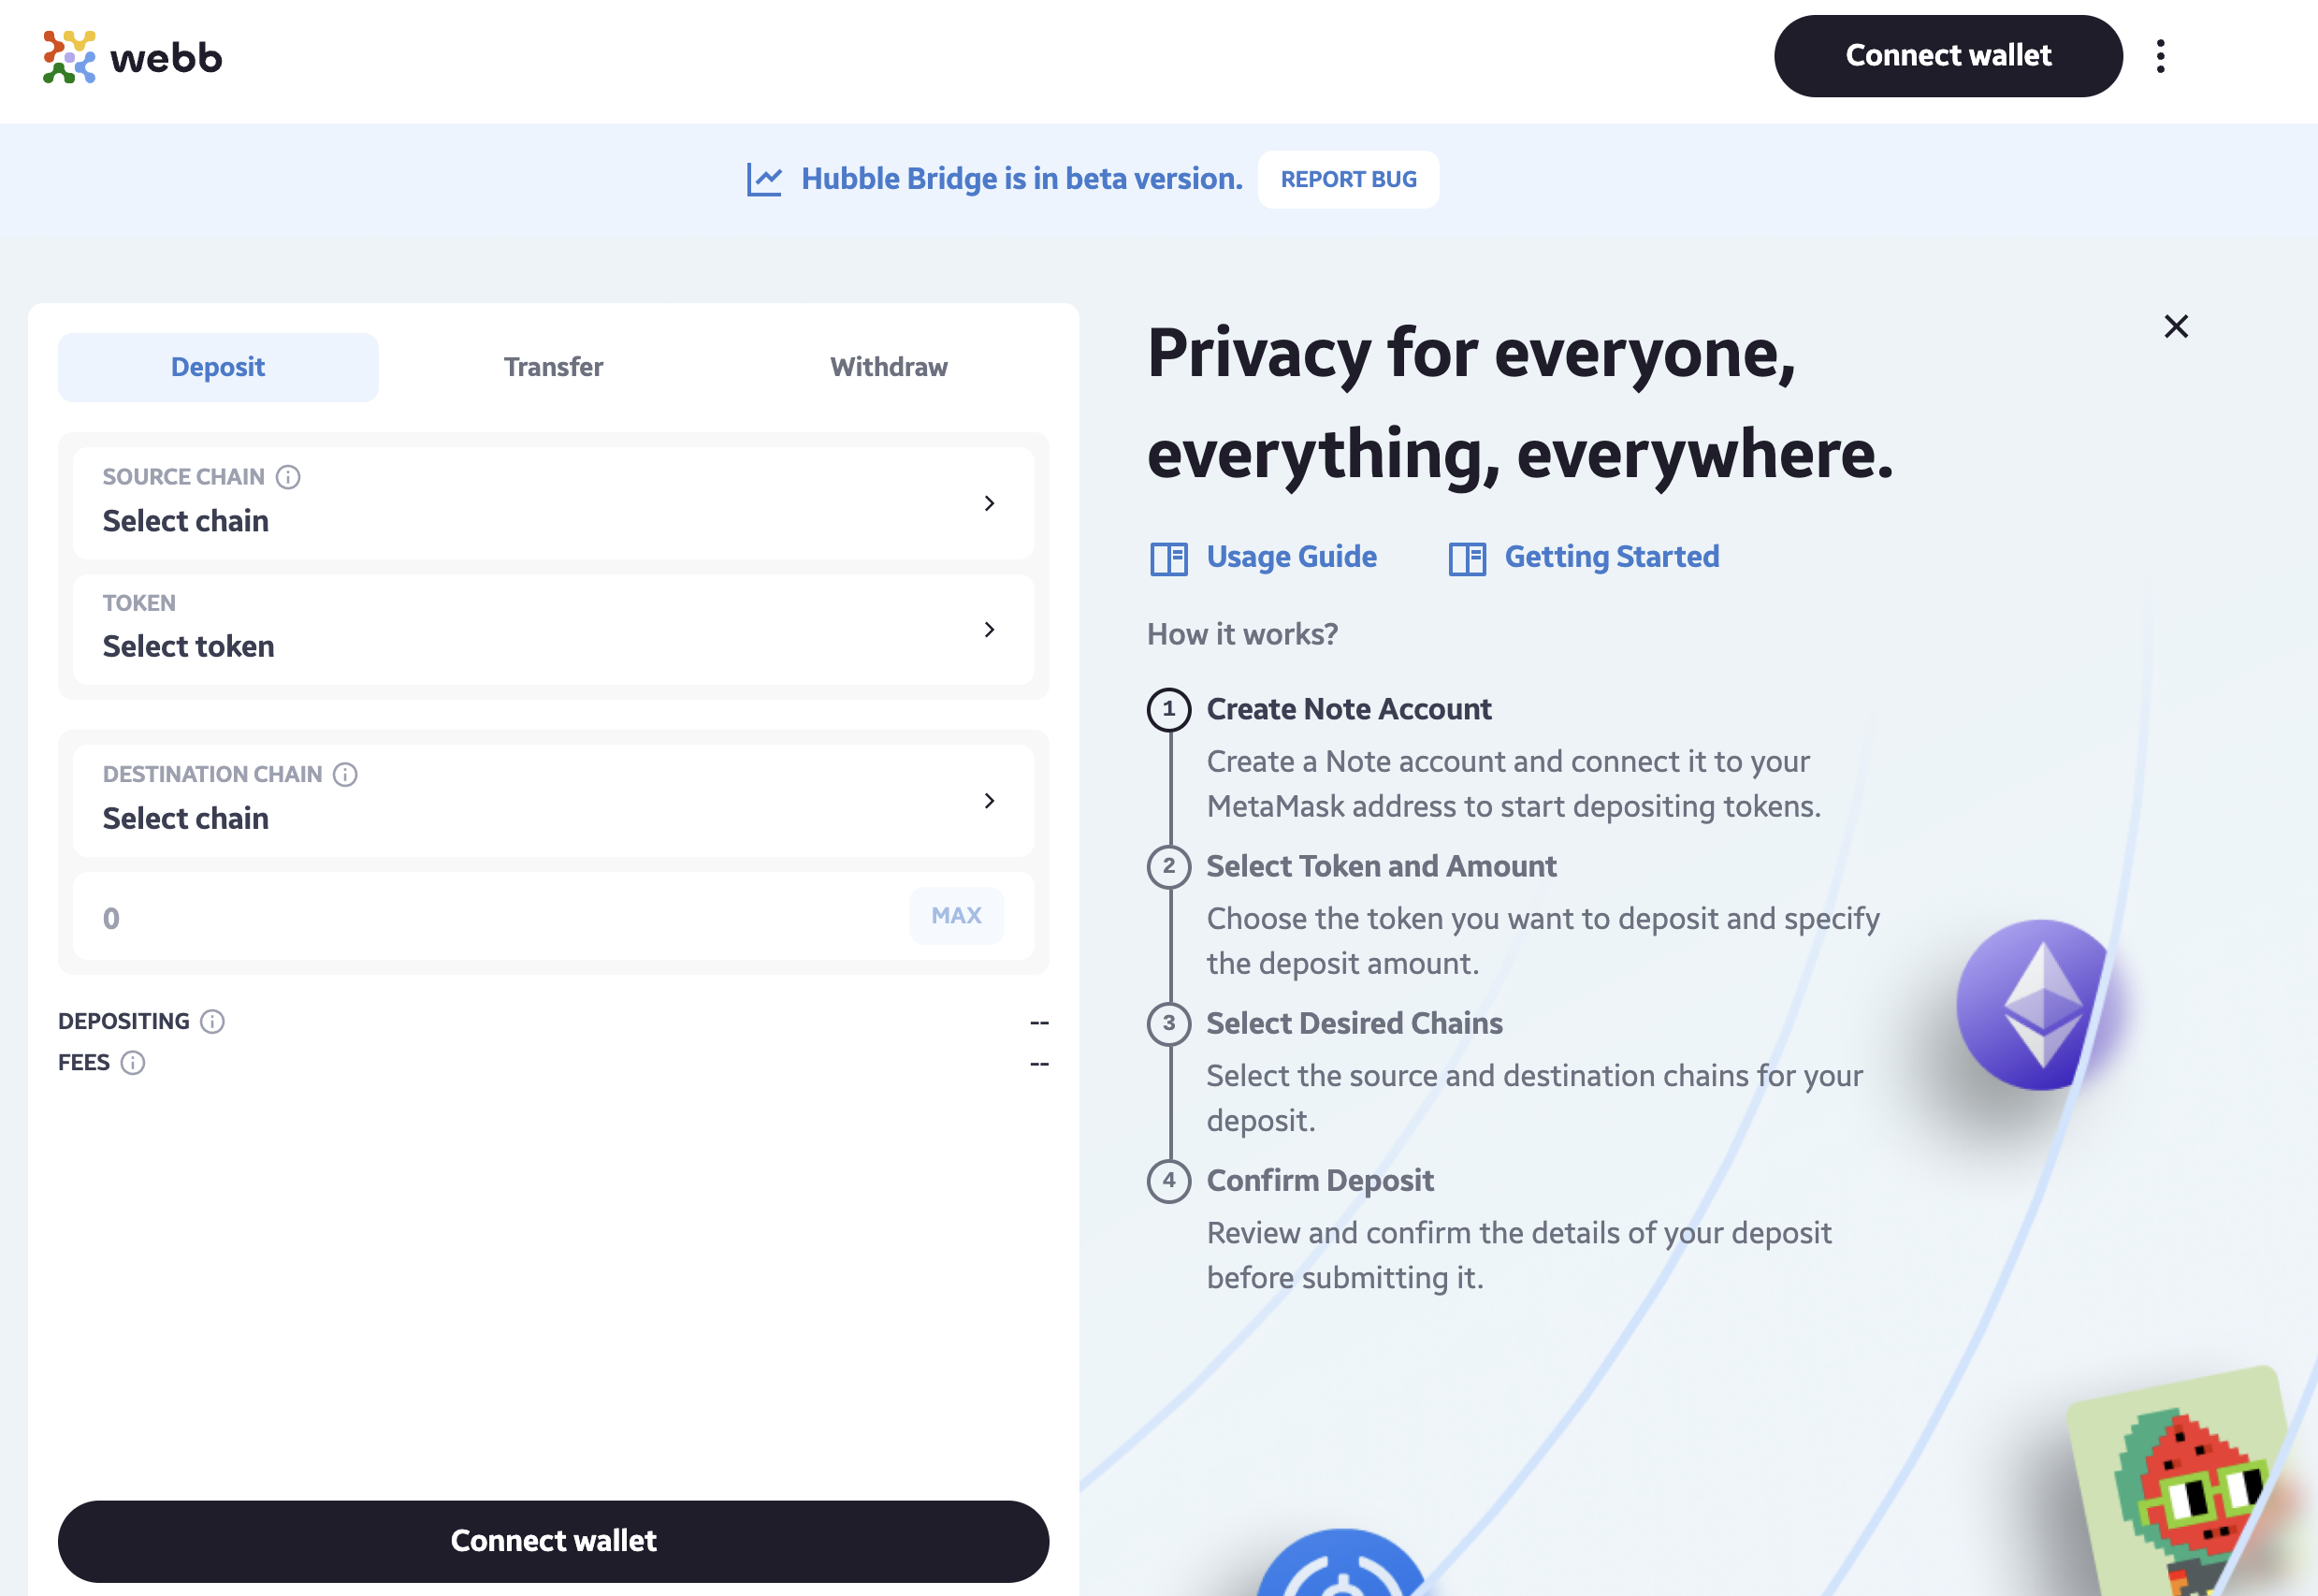 webb
Connect wallet
Hubble Bridge is in beta version.
REPORT BUG
Deposit
Transfer
Withdraw
SOURCE CHAIN
Select chain
TOKEN
Select token
DESTINATION CHAIN
Select chain
0
MAX
DEPOSITING
--
FEES
--
Connect wallet
Privacy for everyone,
everything, everywhere.
Usage Guide
Getting Started
How it works?
1 Create Note Account
Create a Note account and connect it to your
MetaMask address to start depositing tokens.
2 Select Token and Amount
Choose the token you want to deposit and specify
the deposit amount.
3 Select Desired Chains
Select the source and destination chains for your
deposit.
4 Confirm Deposit
Review and confirm the details of your deposit
before submitting it.